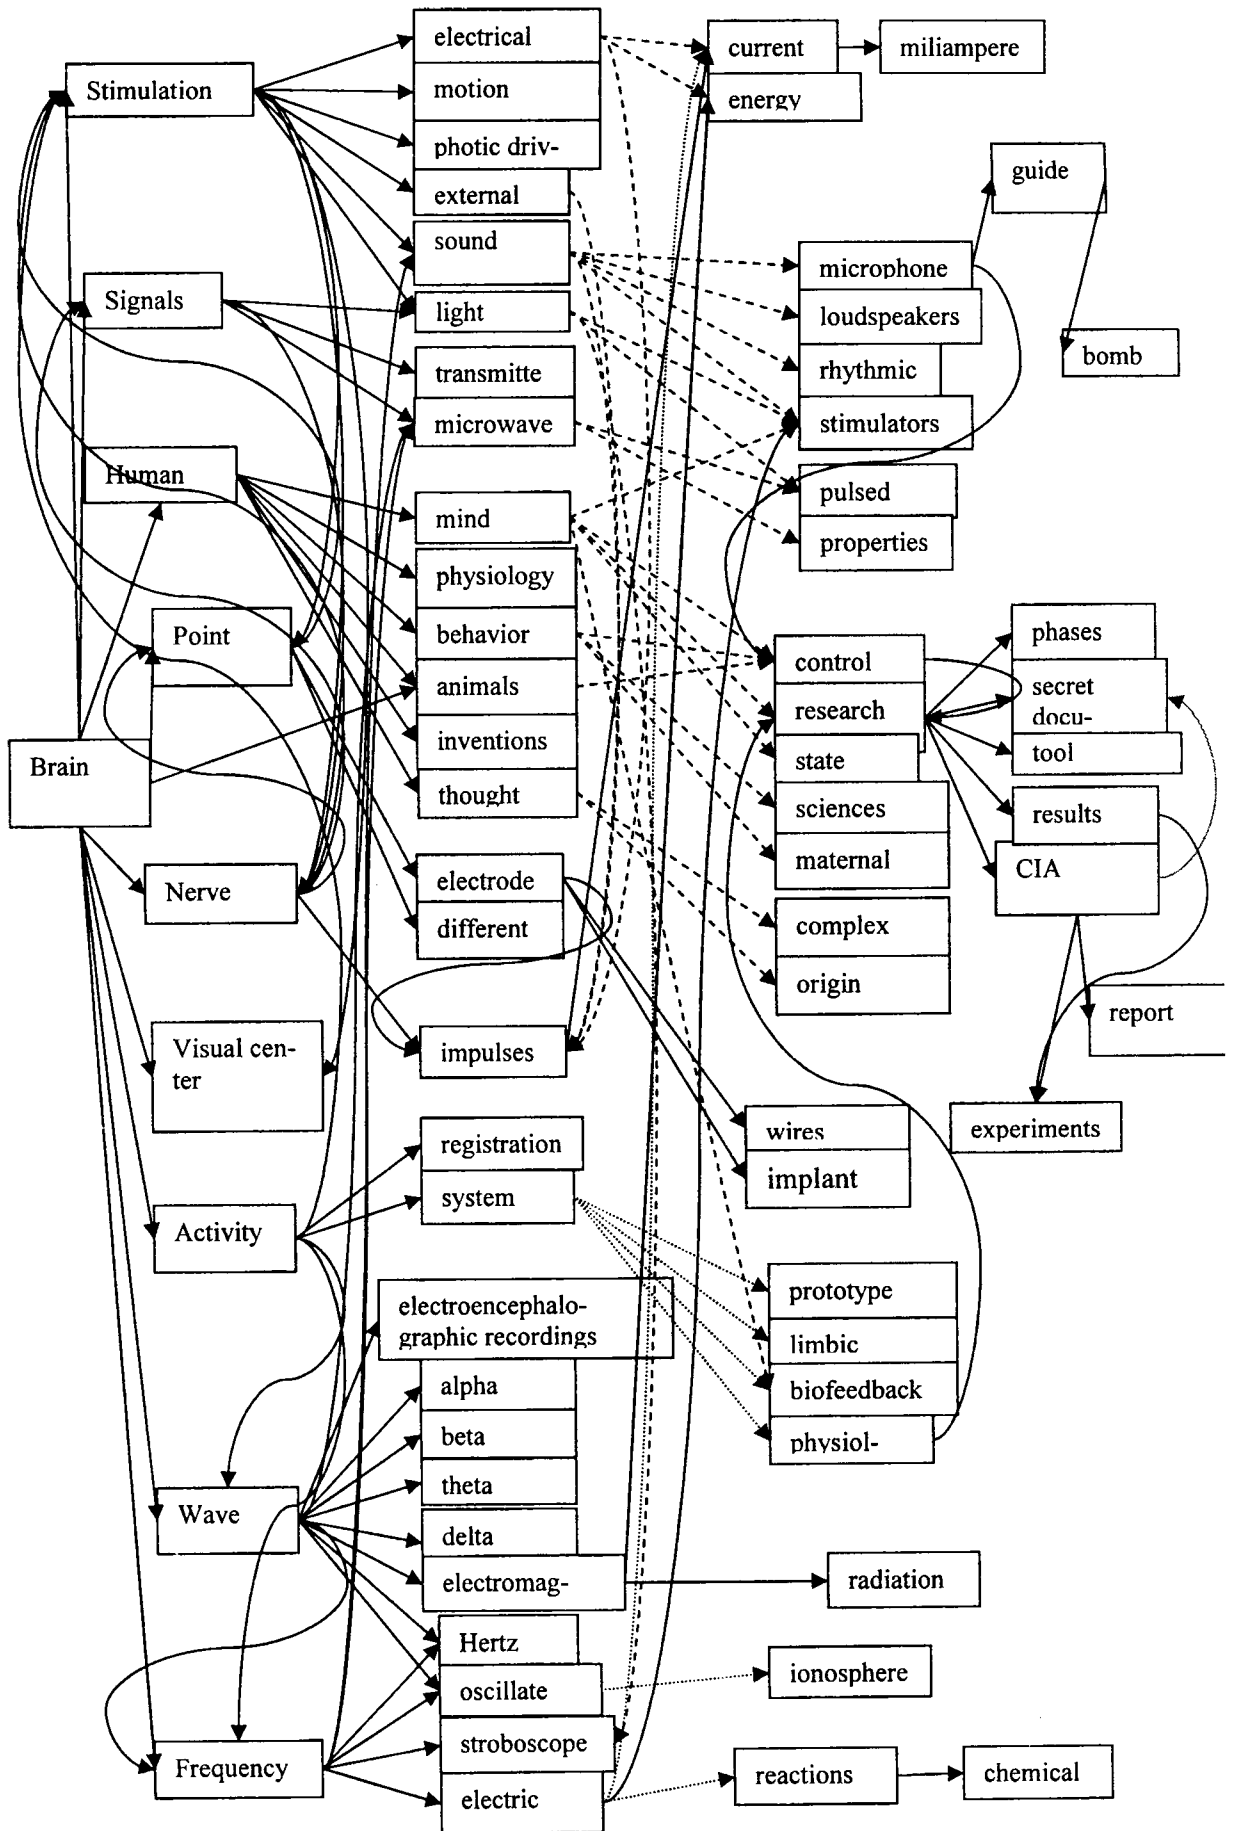 Brain
Stimulation
Signals
Human
Point
Nerve
Visual cen-
ter
Activity
Wave
Frequency
electrical
motion
photic driv-
external
sound
light
transmitte
microwave
mind
physiology
behavior
animals
inventions
thought
electrode
different
impulses
registration
system
electroencephalo-
graphic recordings
alpha
beta
theta
delta
electromag-
Hertz
oscillate
stroboscope
electric
current
energy
microphone
loudspeakers
rhythmic
stimulators
pulsed
properties
control
research
state
sciences
maternal
complex
origin
wires
implant
prototype
limbic
biofeedback
physiol-
radiation
ionosphere
reactions
miliampere
guide
bomb
phases
secret
docu-
tool
results
CIA
report
experiments
chemical